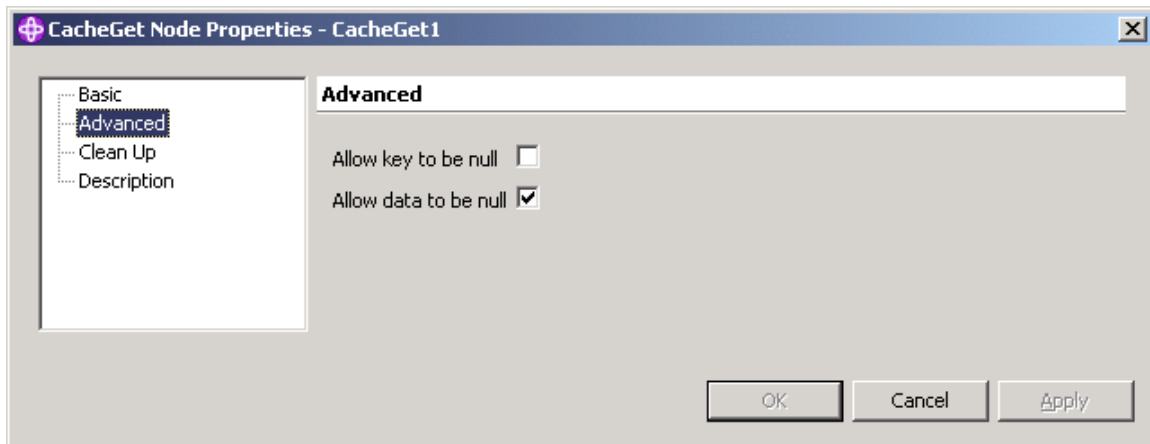 CacheGet Node Properties - CacheGet1
Basic
Advanced
Clean Up
Description
Advanced
Allow key to be null
Allow data to be null
OK
Cancel
Apply